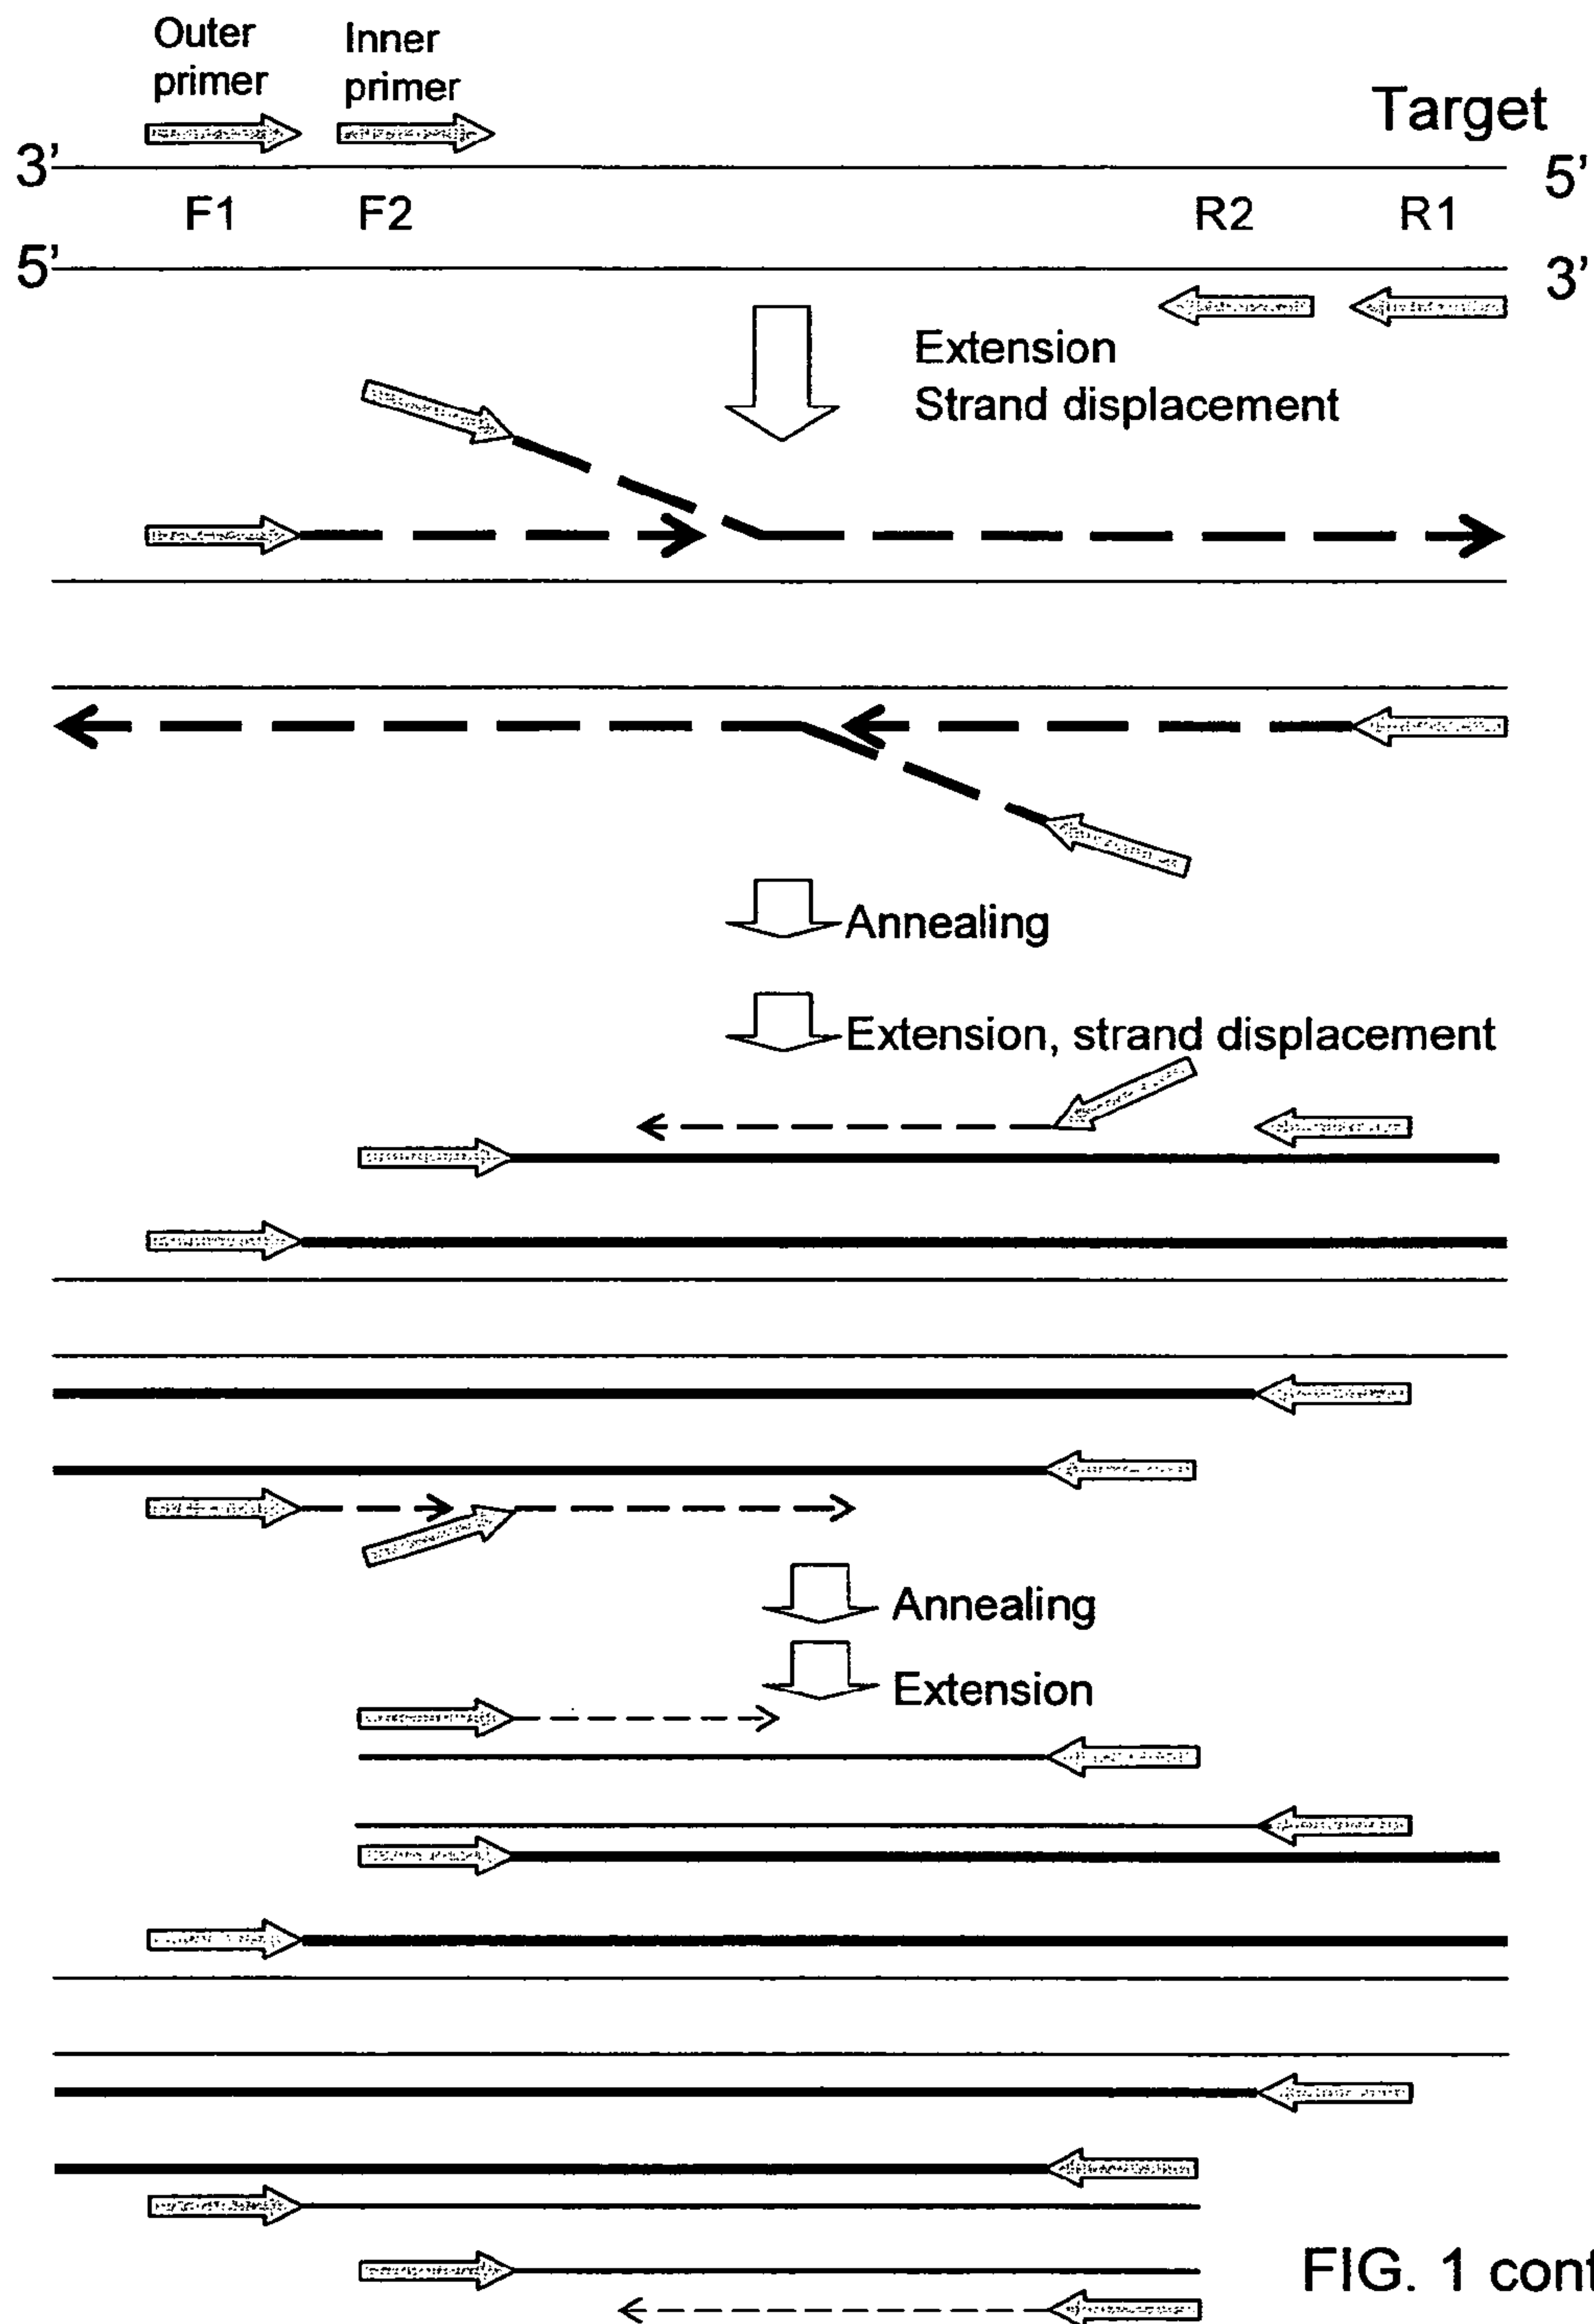 Outer
primer
Inner
primer
Target
3'
5'
F1 F2 R2 R1
5'
3'
Extension
Strand displacement
Annealing
Extension, strand displacement
Annealing
Extension
FIG. 1 cont